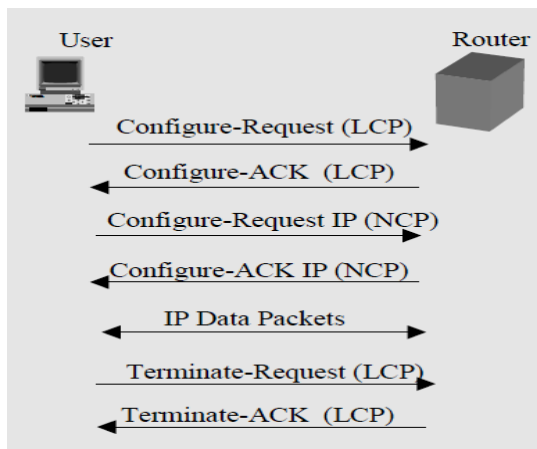 User
Router
Configure-Request (LCP)
Configure-ACK (LCP)
Configure-Request IP (NCP)
Configure-ACK IP (NCP)
IP Data Packets
Terminate-Request (LCP)
Terminate-ACK (LCP)